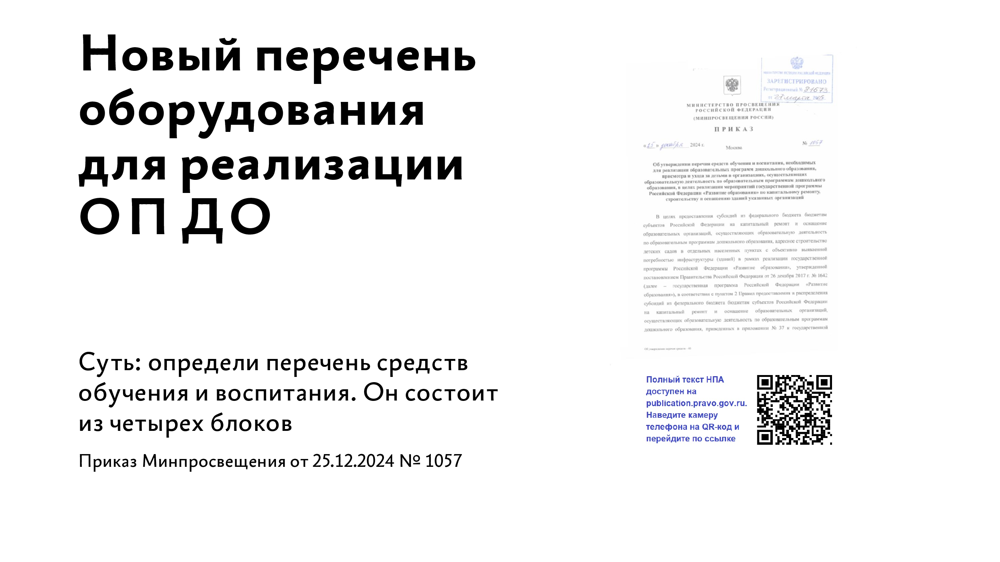 Новый перечень
оборудования
для реализации
ОП ДО
Суть: определи перечень средств
обучения и воспитания. Он состоит
из четырех блоков
Приказ Минпросвещения от 25.12.2024 № 1057
МИНИСТЕРСТВО ЮСТИЦИИ РОССИЙСКОЙ ФЕДЕРАЦИИ
ЗАРЕГИСТРИРОВАНО
Регистрационный № 81673
от 27 марта 2025г.
МИНИСТЕРСТВО ПРОСВЕЩЕНИЯ
РОССИЙСКОЙ ФЕДЕРАЦИИ
(МИНПРОСВЕЩЕНИЯ РОССИИ)
ПРИКАЗ
«25» декабря 2024 г.
Москва
№ 1057
Об утверждении перечня средств обучения и воспитания, необходимых
для реализации образовательных программ дошкольного образования,
присмотра и ухода за детьми в организациях, осуществляющих
образовательную деятельность по образовательным программам дошкольного
образования, в целях реализации мероприятий государственной программы
Российской Федерации «Развитие образования» по капитальному ремонту,
строительству и оснащению зданий указанных организаций
В целях предоставления субсидий из федерального бюджета бюджетам
субъектов Российской Федерации на капитальный ремонт и оснащение
образовательных организаций, осуществляющих образовательную деятельность
по образовательным программам дошкольного образования, адресное строительство
детских садов в отдельных населенных пунктах с объективно выявленной
потребностью инфраструктуры (зданий) в рамках реализации государственной
программы Российской Федерации «Развитие образования», утвержденной
постановлением Правительства Российской Федерации от 26 декабря 2017 г. № 1642
(далее – государственная программа Российской Федерации «Развитие
образования»), в соответствии с пунктом 2 Правил предоставления и распределения
субсидий из федерального бюджета бюджетам субъектов Российской Федерации
на капитальный ремонт и оснащение образовательных организаций,
осуществляющих образовательную деятельность по образовательным программам
дошкольного образования, приведенных в приложении № 37 к государственной
Об утверждении перечня средств - 03
Полный текст НПА
доступен на
publication.pravo.gov.ru.
Наведите камеру
телефона на QR-код и
перейдите по ссылке